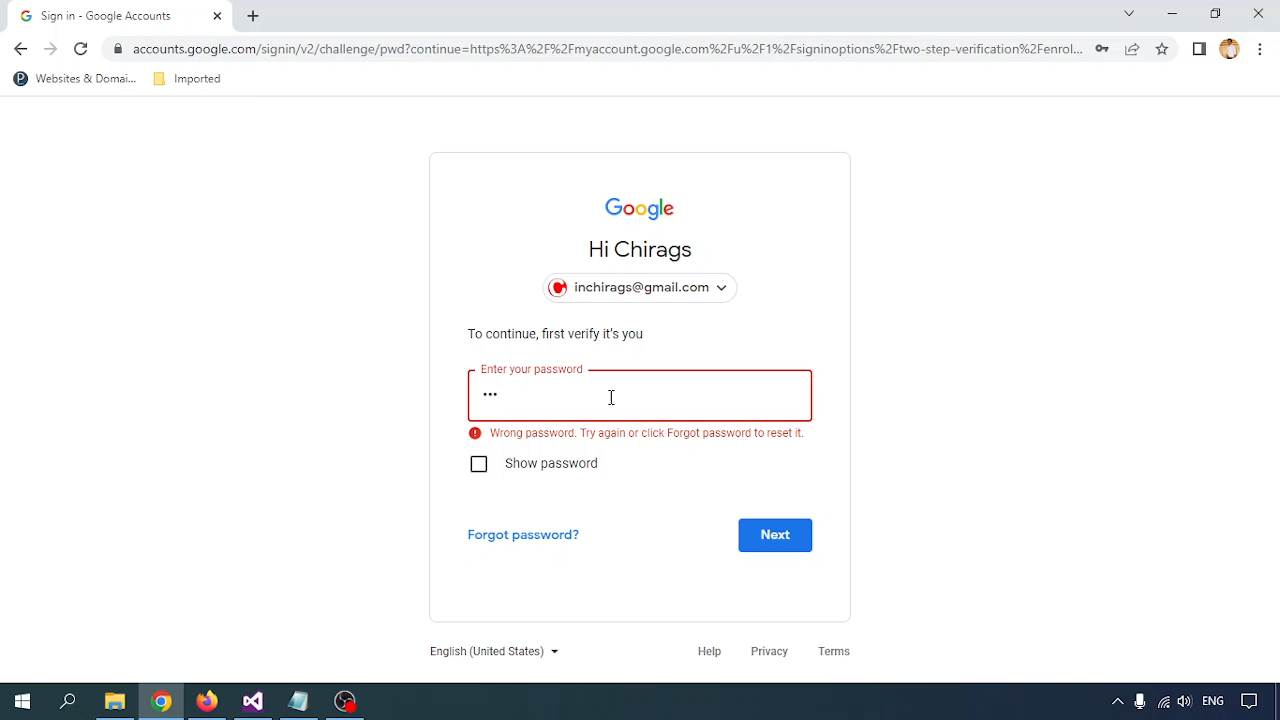 Sign in - Google Accounts
accounts.google.com/signin/v2/challenge/pwd?continue=https%3A%2F%2Fmyaccount.google.com%2Fu%2F1%2Fsigninoptions%2Ftwo-step-verification%2Fenrol...
Websites & Domai...
Imported
Google
Hi Chirags
inchirags@gmail.com
To continue, first verify it's you
Enter your password
•••
Wrong password. Try again or click Forgot password to reset it.
Show password
Forgot password?
Next
English (United States)
Help
Privacy
Terms
ENG